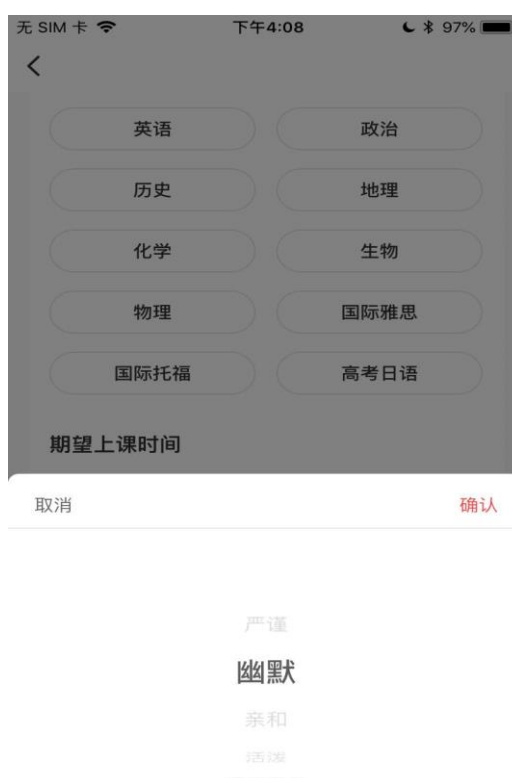 无 SIM 卡 下午4:08 97%
英语 政治
历史 地理
化学 生物
物理 国际雅思
国际托福 高考日语
期望上课时间
取消 确认
严谨
幽默
亲和
活泼